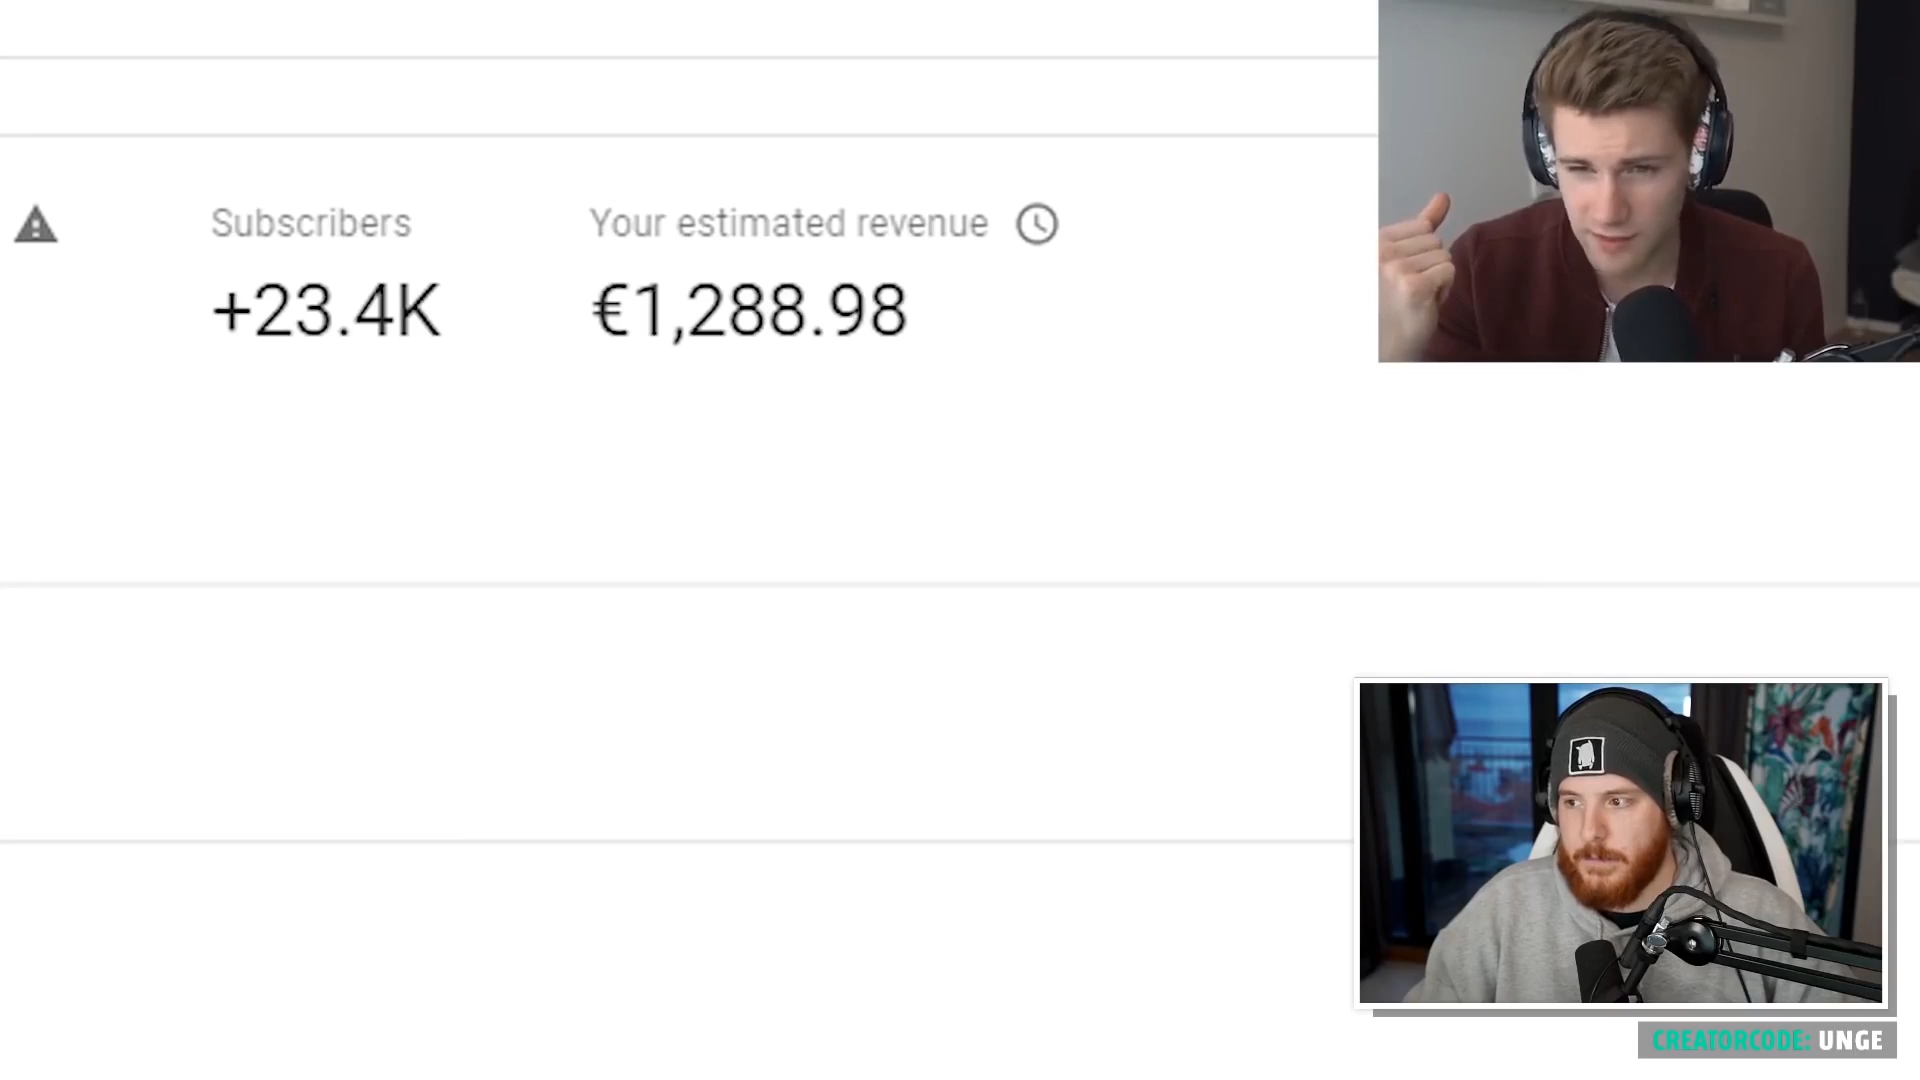 Subscribers
+23.4K
Your estimated revenue
€1,288.98
CREATORCODE: UNGE